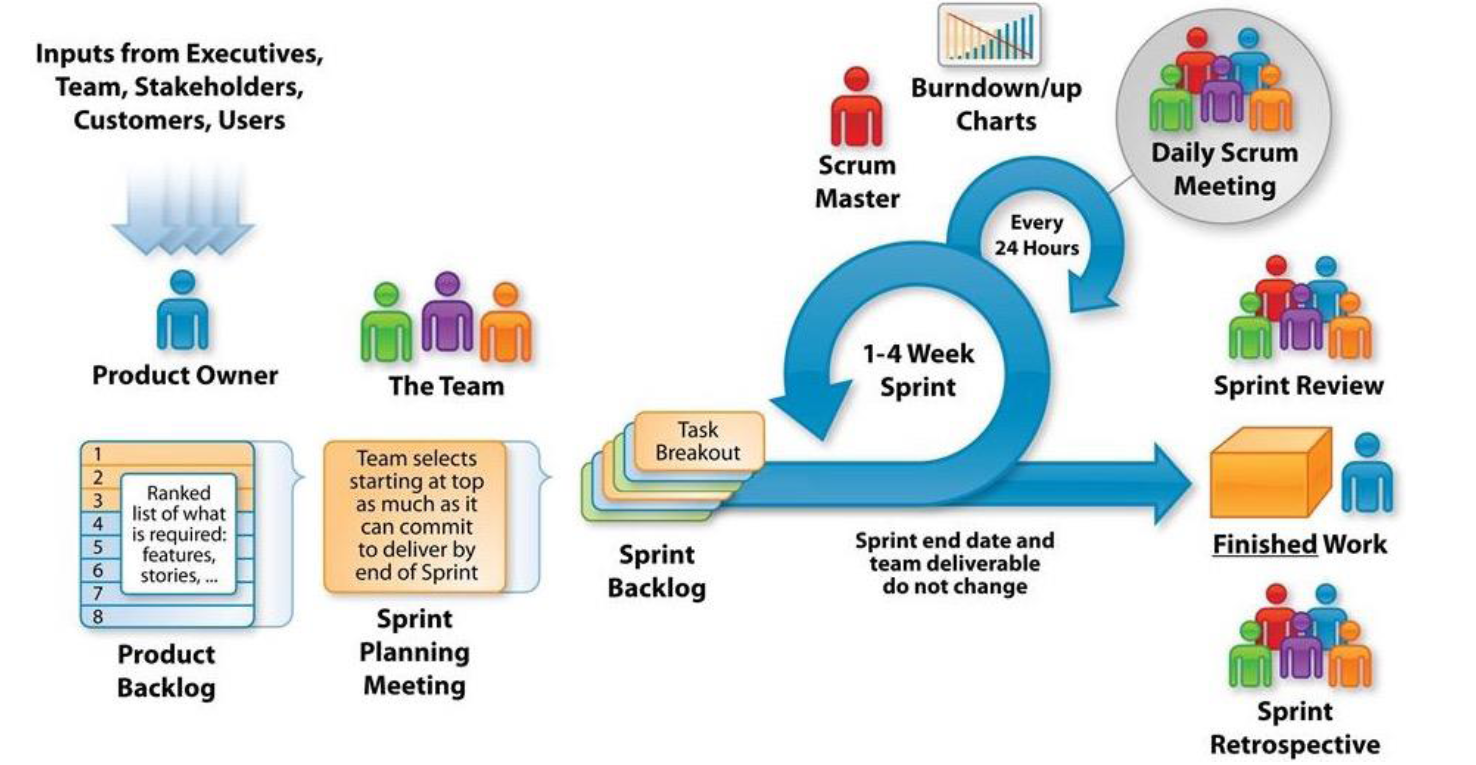 Inputs from Executives,
Team, Stakeholders,
Customers, Users
Product Owner
The Team
1
2
3
4
5
6
7
8
Ranked
list of what
is required:
features,
stories, ...
Product
Backlog
Team selects
starting at top
as much as it
can commit
to deliver by
end of Sprint
Sprint
Planning
Meeting
Task
Breakout
Sprint
Backlog
Scrum
Master
Burndown/up
Charts
Daily Scrum
Meeting
Every
24 Hours
1-4 Week
Sprint
Sprint end date and
team deliverable
do not change
Sprint Review
Finished Work
Sprint
Retrospective